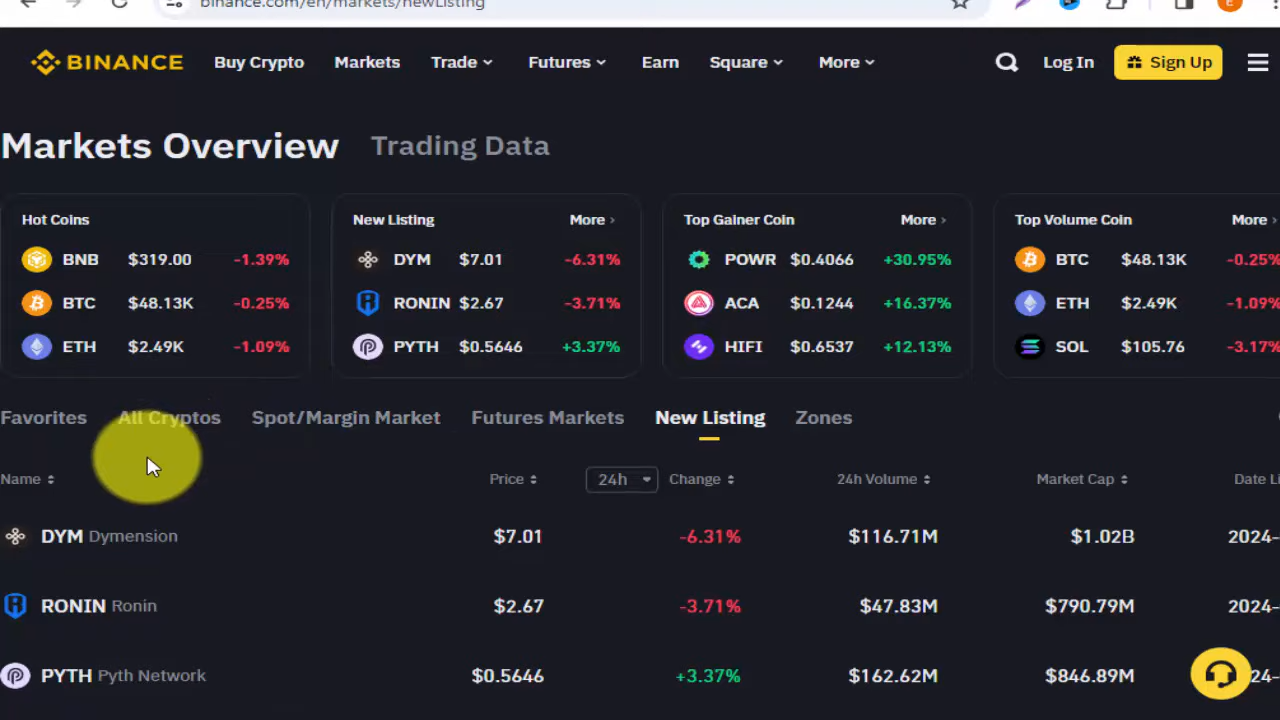 binance.com/en/markets/newListing
E
BINANCE Buy Crypto Markets Trade Futures Earn Square More Log In Sign Up
Markets Overview Trading Data
Hot Coins
BNB $319.00 -1.39%
BTC $48.13K -0.25%
ETH $2.49K -1.09%
New Listing More
DYM $7.01 -6.31%
RONIN $2.67 -3.71%
PYTH $0.5646 +3.37%
Top Gainer Coin More
POWR $0.4066 +30.95%
ACA $0.1244 +16.37%
HIFI $0.6537 +12.13%
Top Volume Coin More
BTC $48.13K -0.25%
ETH $2.49K -1.09%
SOL $105.76 -3.17%
Favorites All Cryptos Spot/Margin Market Futures Markets New Listing Zones
Name Price 24h Change 24h Volume Market Cap Date Li
DYM Dymension $7.01 -6.31% $116.71M $1.02B 2024-
RONIN Ronin $2.67 -3.71% $47.83M $790.79M 2024-
PYTH Pyth Network $0.5646 +3.37% $162.62M $846.89M 24-